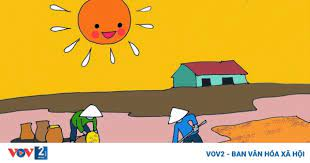 VOV2
VOV2 - BAN VĂN HÓA XÃ HỘI